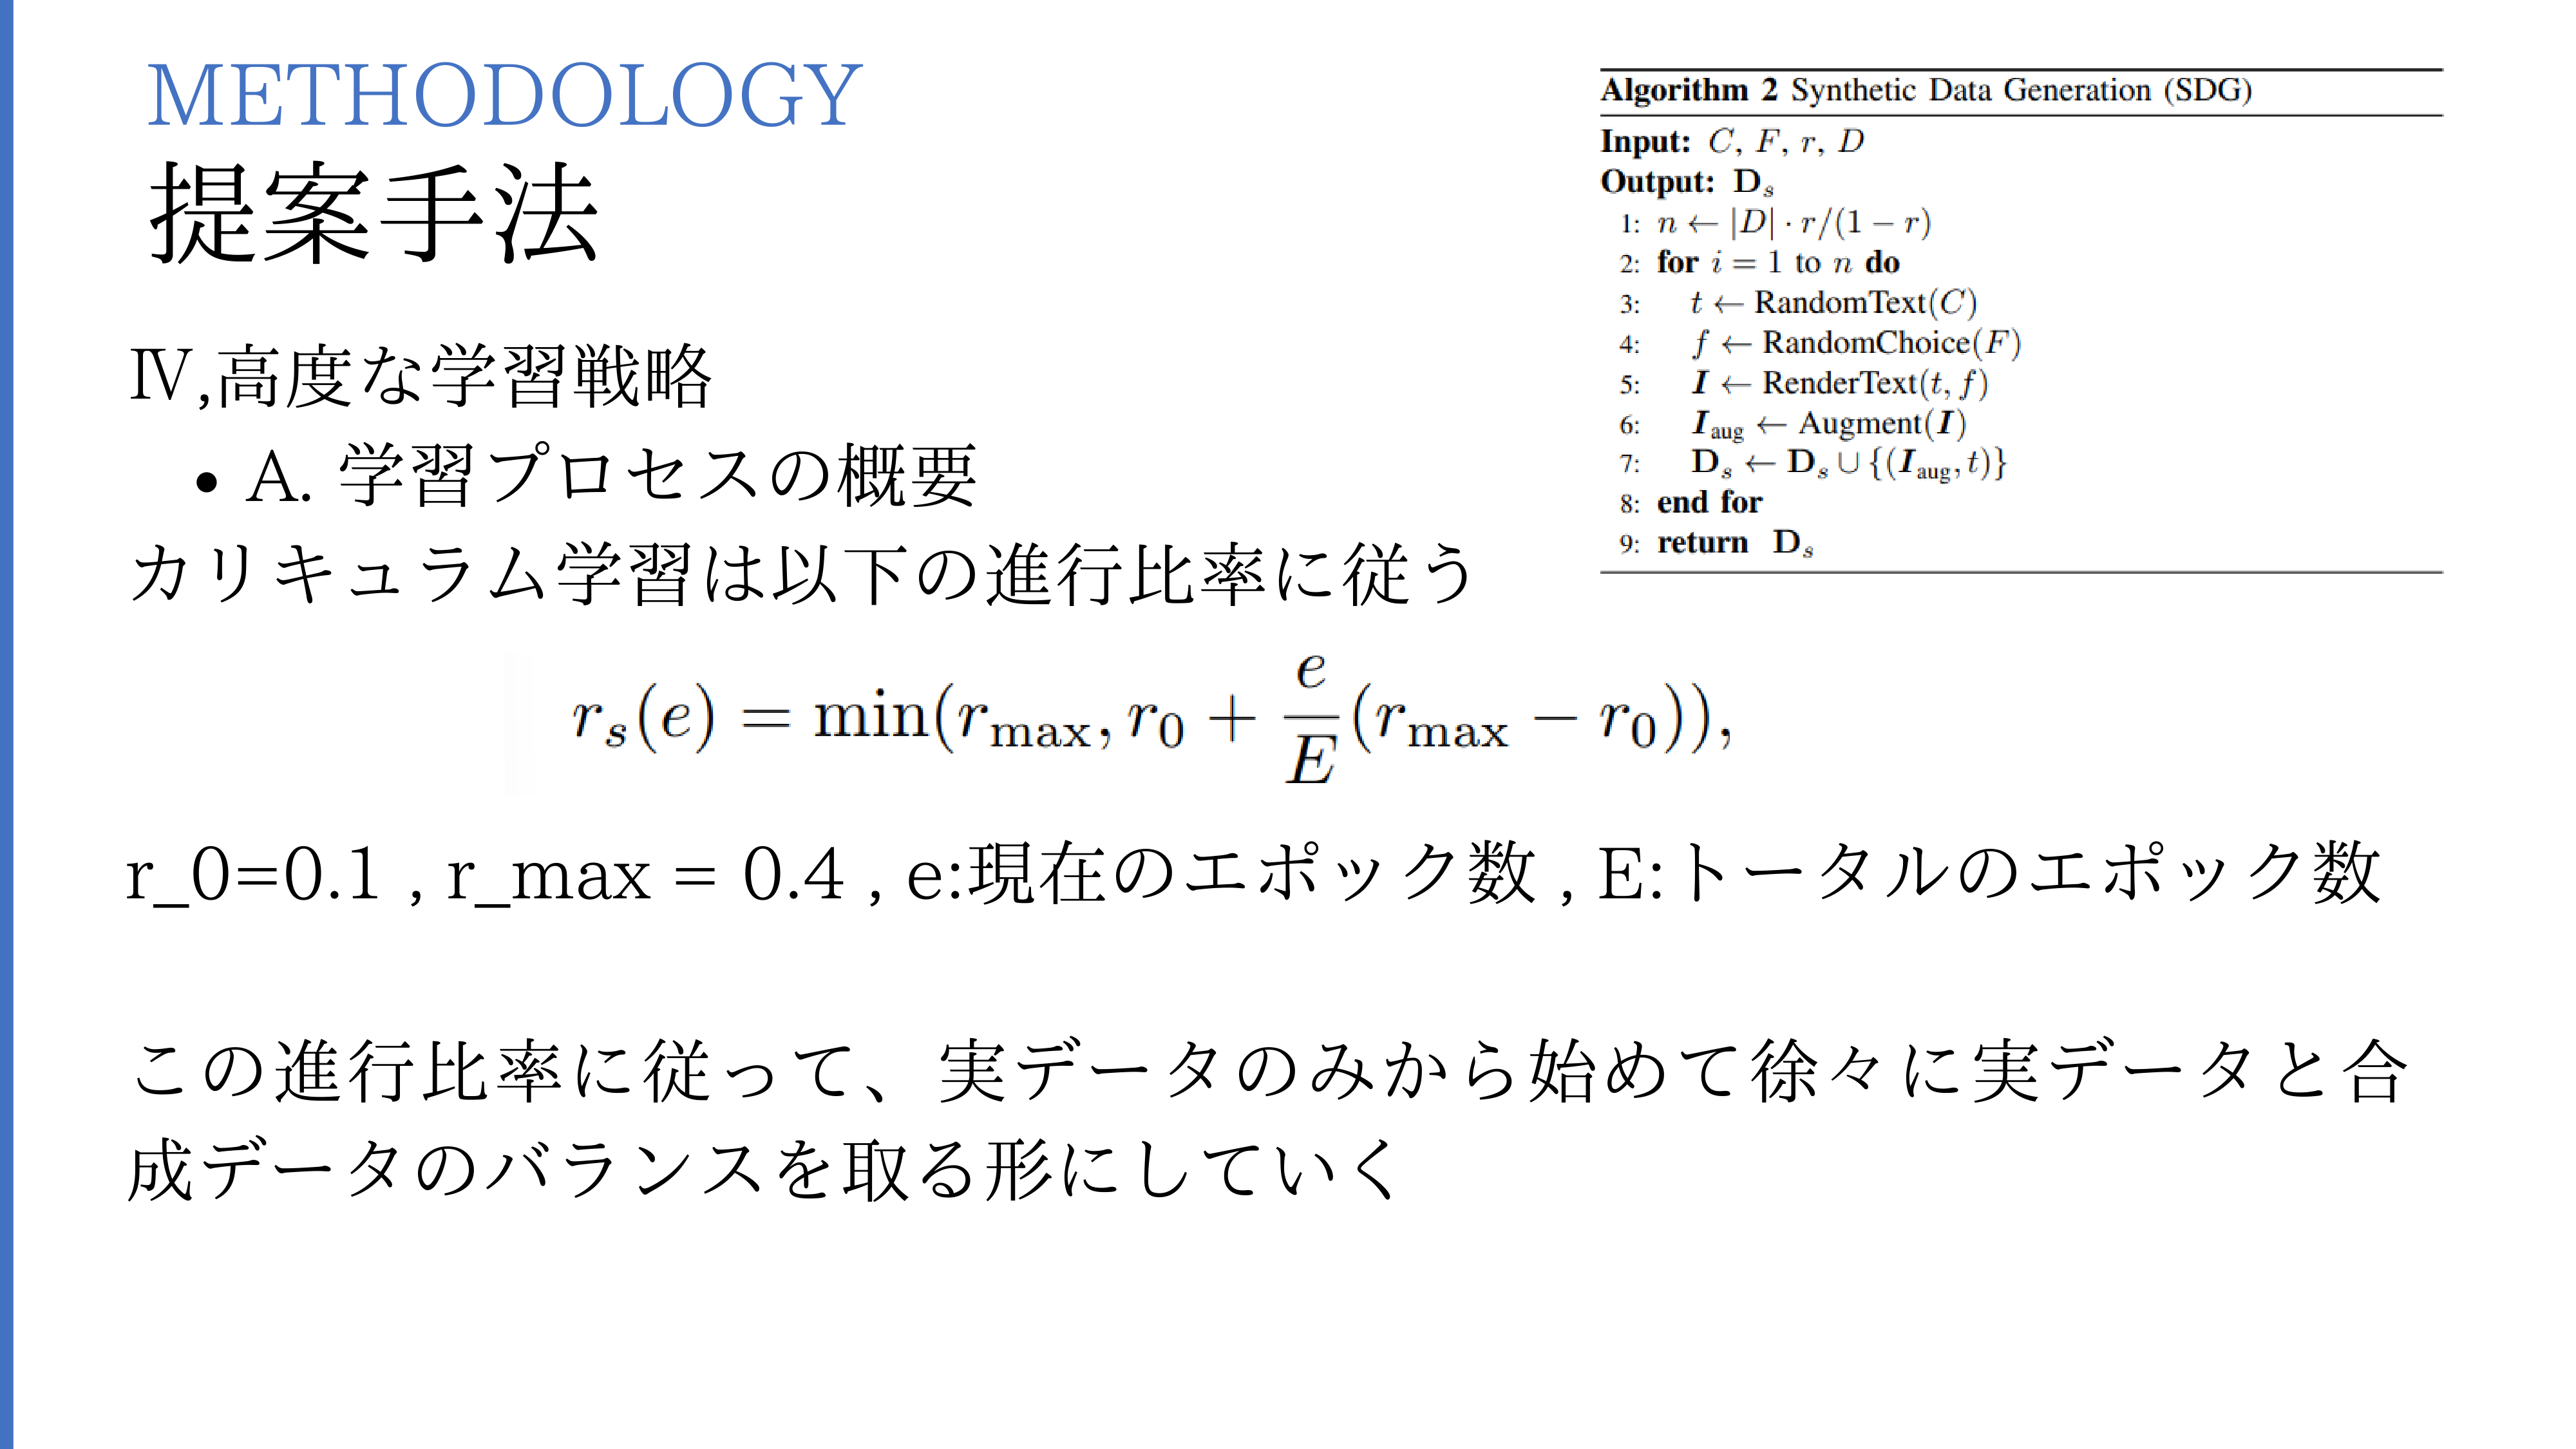 METHODOLOGY
提案手法
Ⅳ,高度な学習戦略
• A. 学習プロセスの概要
カリキュラム学習は以下の進行比率に従う
r_s(e) = min(r_max, r_0 + e/E (r_max − r_0)),
r_0=0.1 , r_max = 0.4 , e:現在のエポック数 , E:トータルのエポック数
この進行比率に従って、実データのみから始めて徐々に実データと合
成データのバランスを取る形にしていく
Algorithm 2 Synthetic Data Generation (SDG)
Input: C, F, r, D
Output: D_s
1: n ← |D| · r/(1 − r)
2: for i = 1 to n do
3: t ← RandomText(C)
4: f ← RandomChoice(F)
5: I ← RenderText(t, f)
6: I_aug ← Augment(I)
7: D_s ← D_s ∪ {(I_aug, t)}
8: end for
9: return D_s